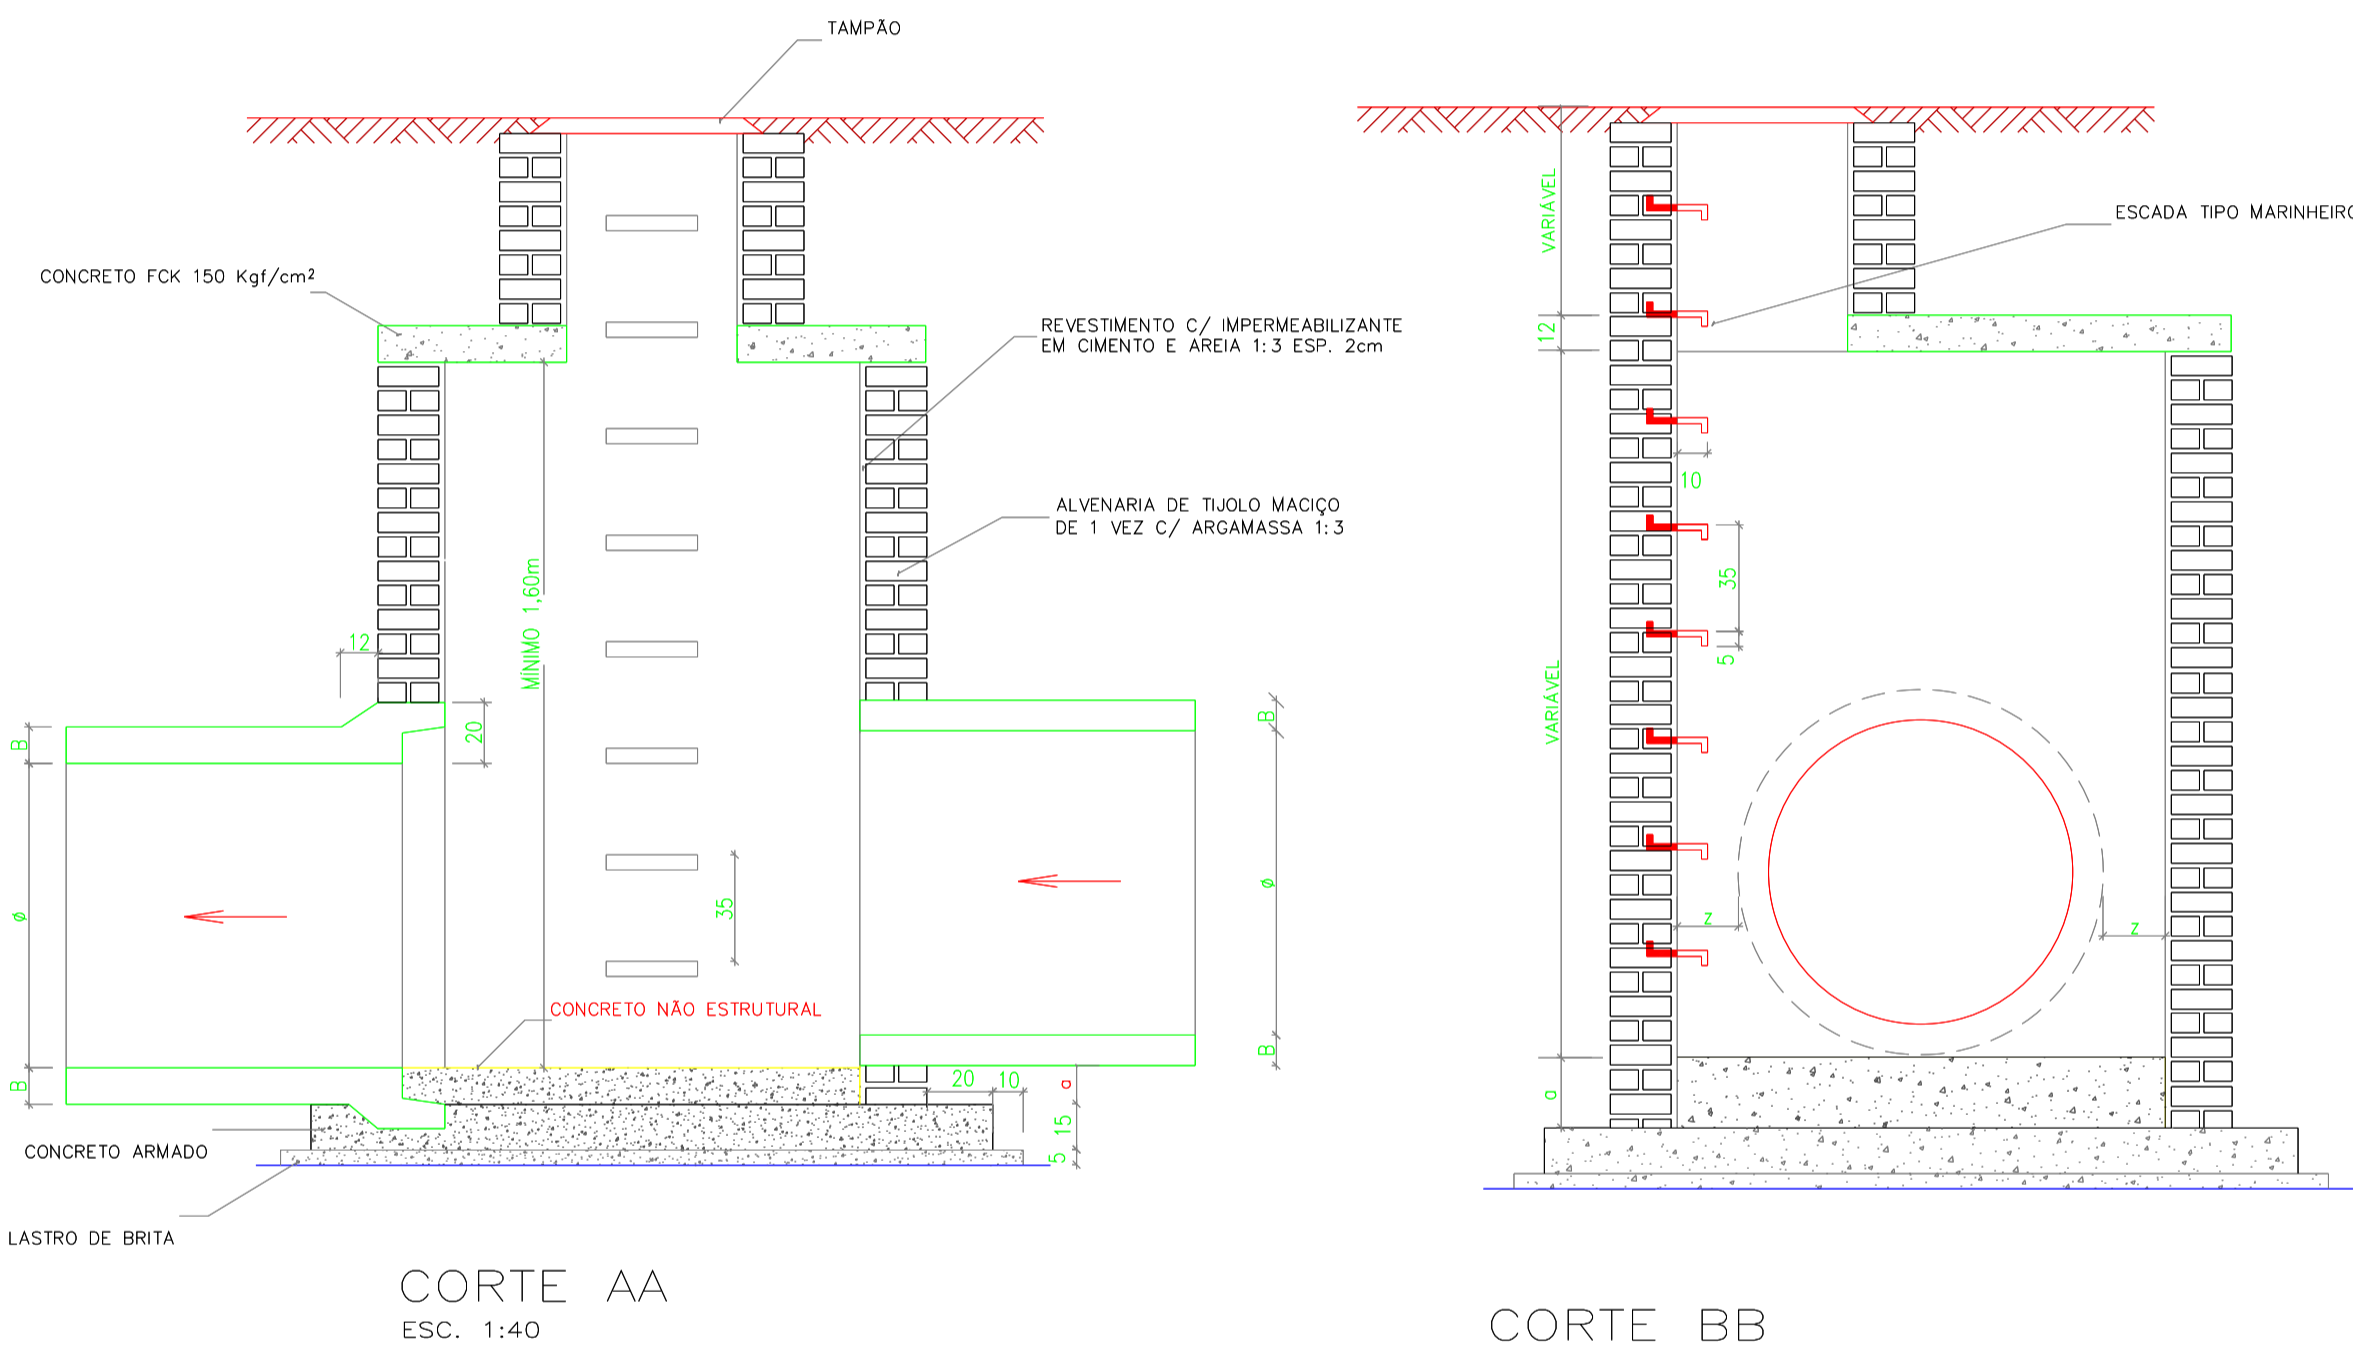 TAMPÃO
CONCRETO FCK 150 Kgf/cm²
REVESTIMENTO C/ IMPERMEABILIZANTE
EM CIMENTO E AREIA 1:3 ESP. 2cm
ALVENARIA DE TIJOLO MACIÇO
DE 1 VEZ C/ ARGAMASSA 1:3
MÍNIMO 1,60m
12
20
B
ø
B
35
CONCRETO NÃO ESTRUTURAL
B
ø
B
20
10
a
15
5
CONCRETO ARMADO
LASTRO DE BRITA
CORTE AA
ESC. 1:40
VARIÁVEL
12
ESCADA TIPO MARINHEIRO
10
35
5
VARIÁVEL
z
z
a
CORTE BB